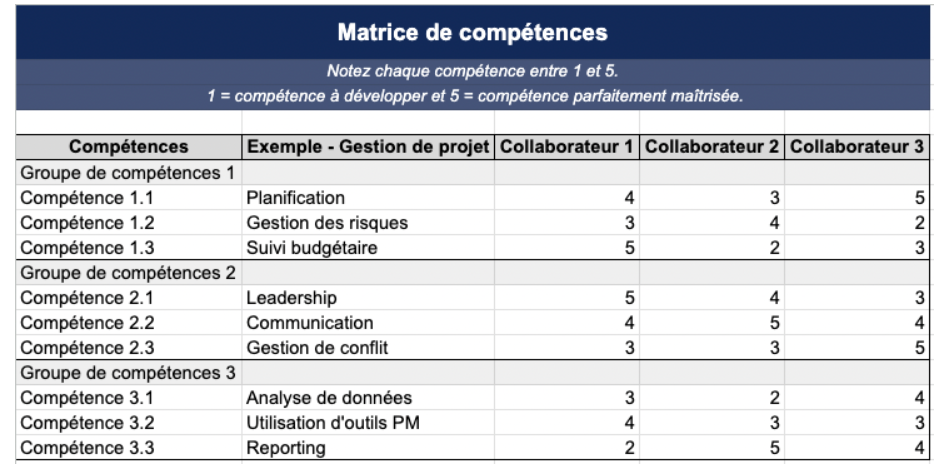 Matrice de compétences
Notez chaque compétence entre 1 et 5.
1 = compétence à développer et 5 = compétence parfaitement maîtrisée.
Compétences Exemple - Gestion de projet Collaborateur 1 Collaborateur 2 Collaborateur 3
Groupe de compétences 1
Compétence 1.1 Planification 4 3 5
Compétence 1.2 Gestion des risques 3 4 2
Compétence 1.3 Suivi budgétaire 5 2 3
Groupe de compétences 2
Compétence 2.1 Leadership 5 4 3
Compétence 2.2 Communication 4 5 4
Compétence 2.3 Gestion de conflit 3 3 5
Groupe de compétences 3
Compétence 3.1 Analyse de données 3 2 4
Compétence 3.2 Utilisation d'outils PM 4 3 3
Compétence 3.3 Reporting 2 5 4